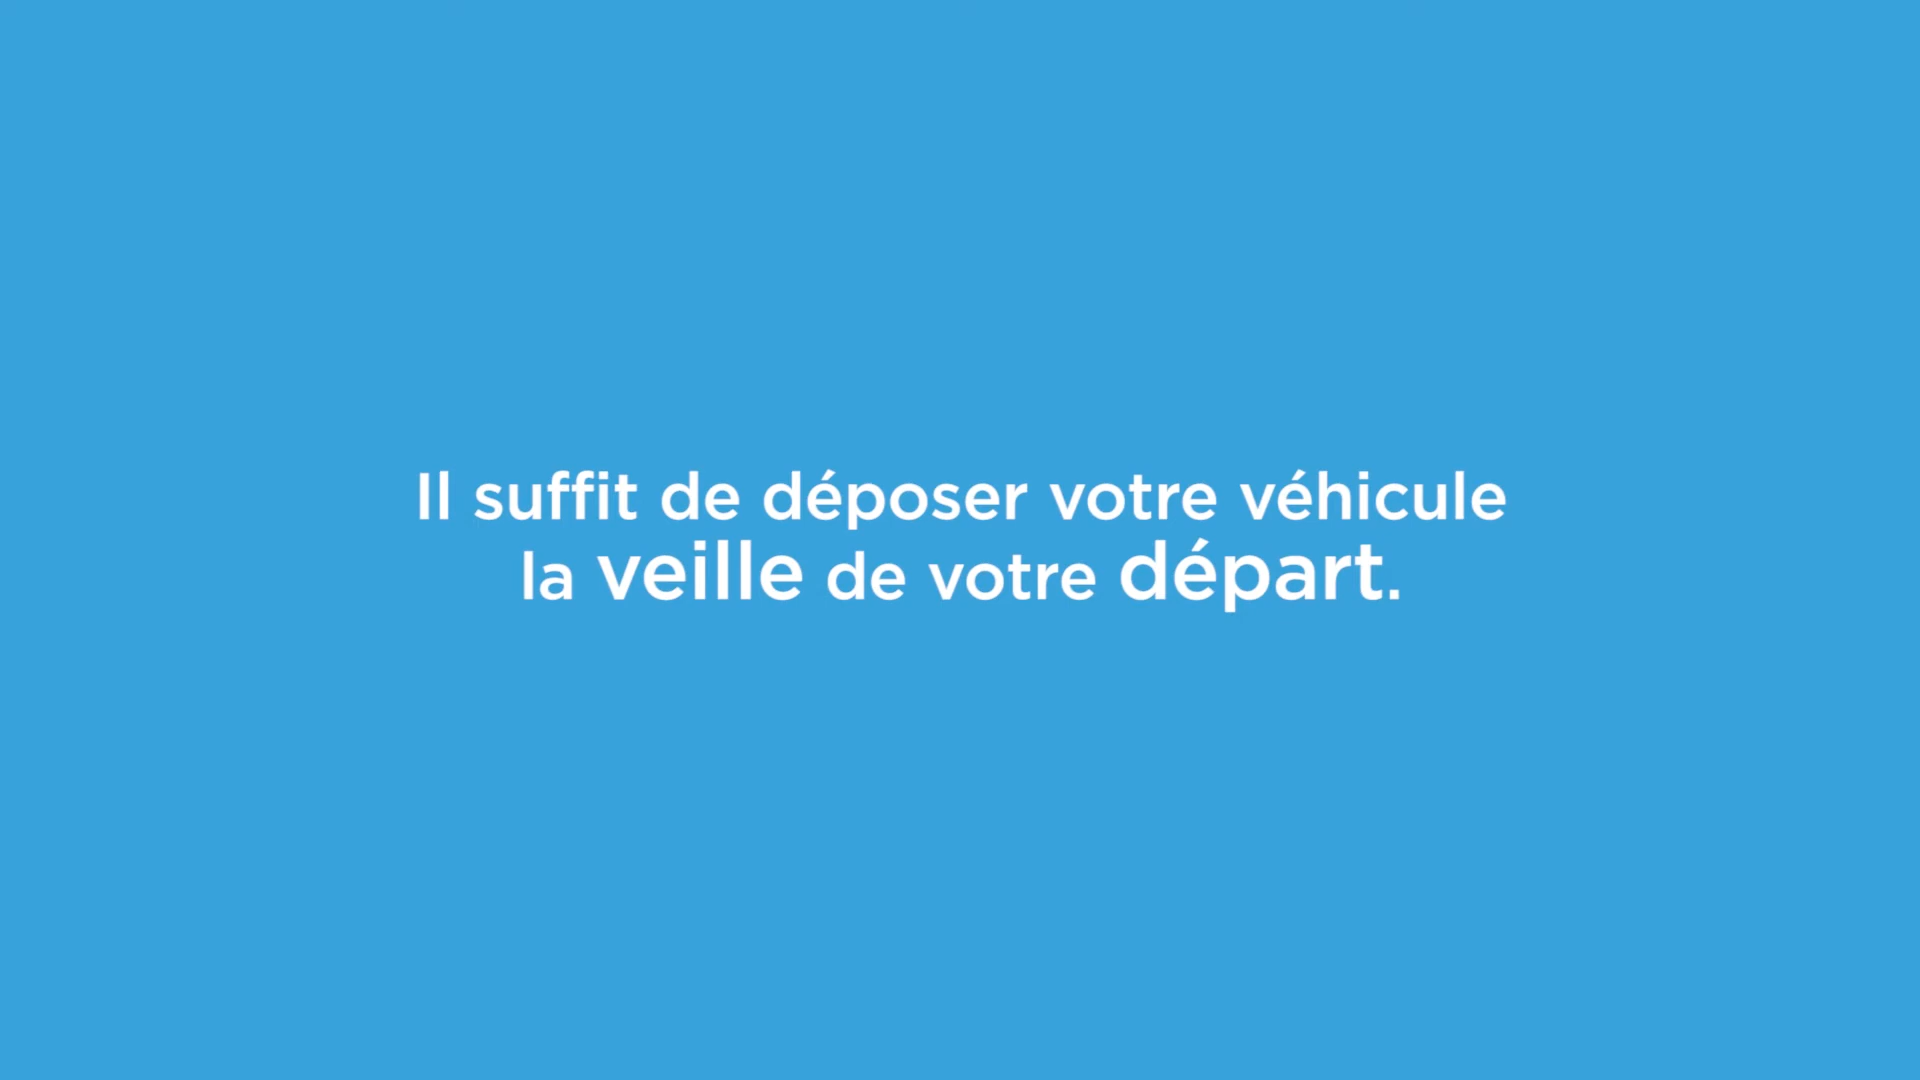 Il suffit de déposer votre véhicule
la veille de votre départ.